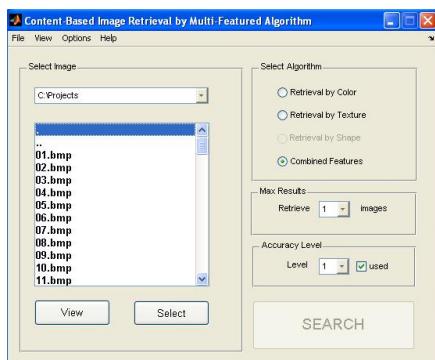 Content-Based Image Retrieval by Multi-Featured Algorithm
File View Options Help
Select Image
C:\Projects
.
..
01.bmp
02.bmp
03.bmp
04.bmp
05.bmp
06.bmp
07.bmp
08.bmp
09.bmp
10.bmp
11.bmp
View Select
Select Algorithm
Retrieval by Color
Retrieval by Texture
Retrieval by Shape
Combined Features
Max Results
Retrieve 1 images
Accuracy Level
Level 1 used
SEARCH